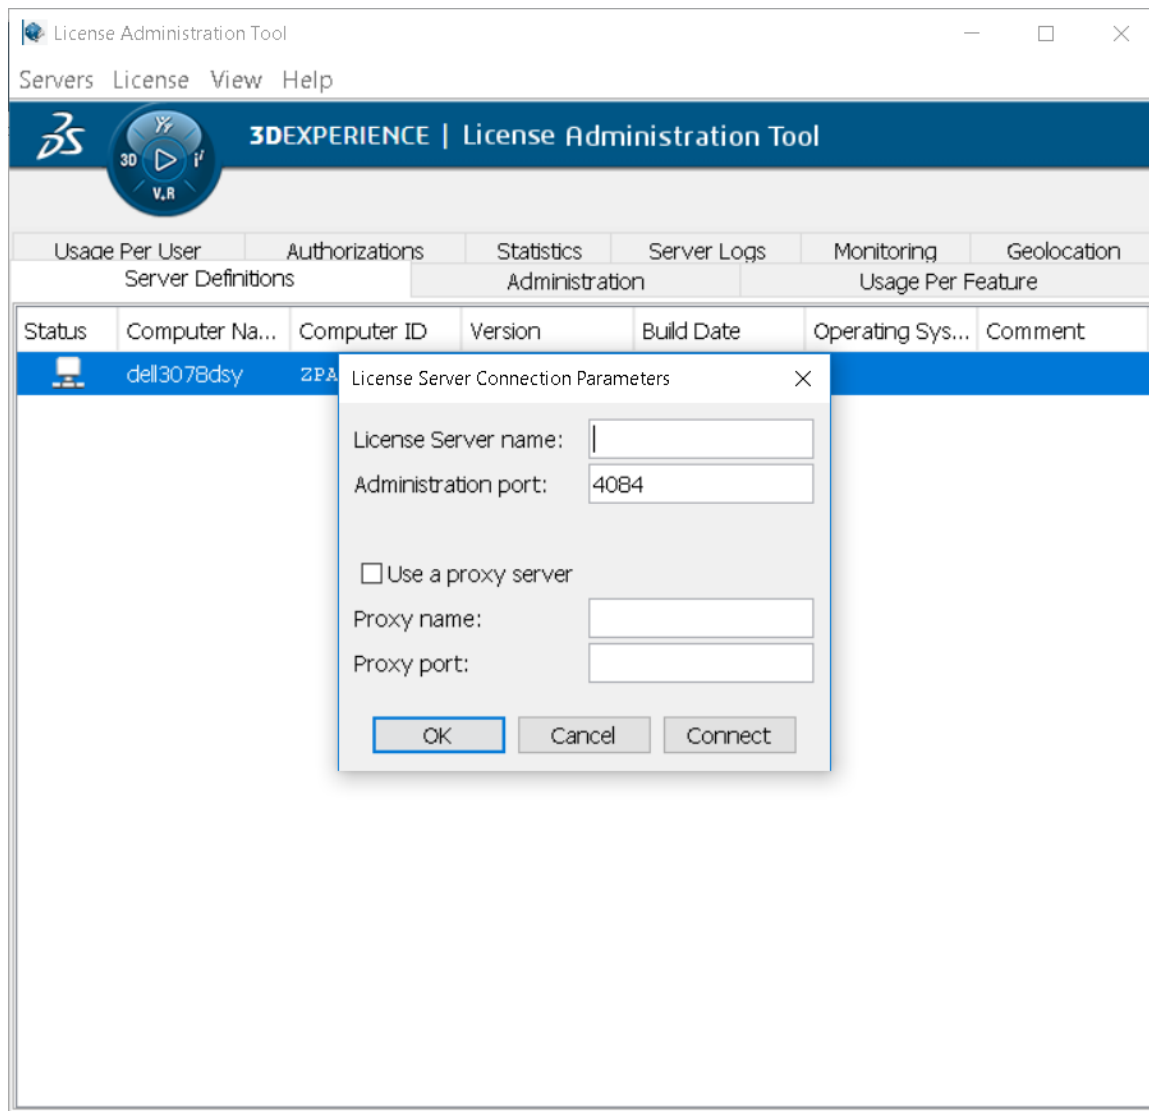 License Administration Tool
Servers License View Help
3DS 3DEXPERIENCE | License Administration Tool
3D i²
V.R
Usage Per User Authorizations Statistics Server Logs Monitoring Geolocation
Server Definitions Administration Usage Per Feature
Status Computer Na... Computer ID Version Build Date Operating Sys... Comment
dell3078dsy ZPA
License Server Connection Parameters
License Server name:
Administration port: 4084
Use a proxy server
Proxy name:
Proxy port:
OK Cancel Connect